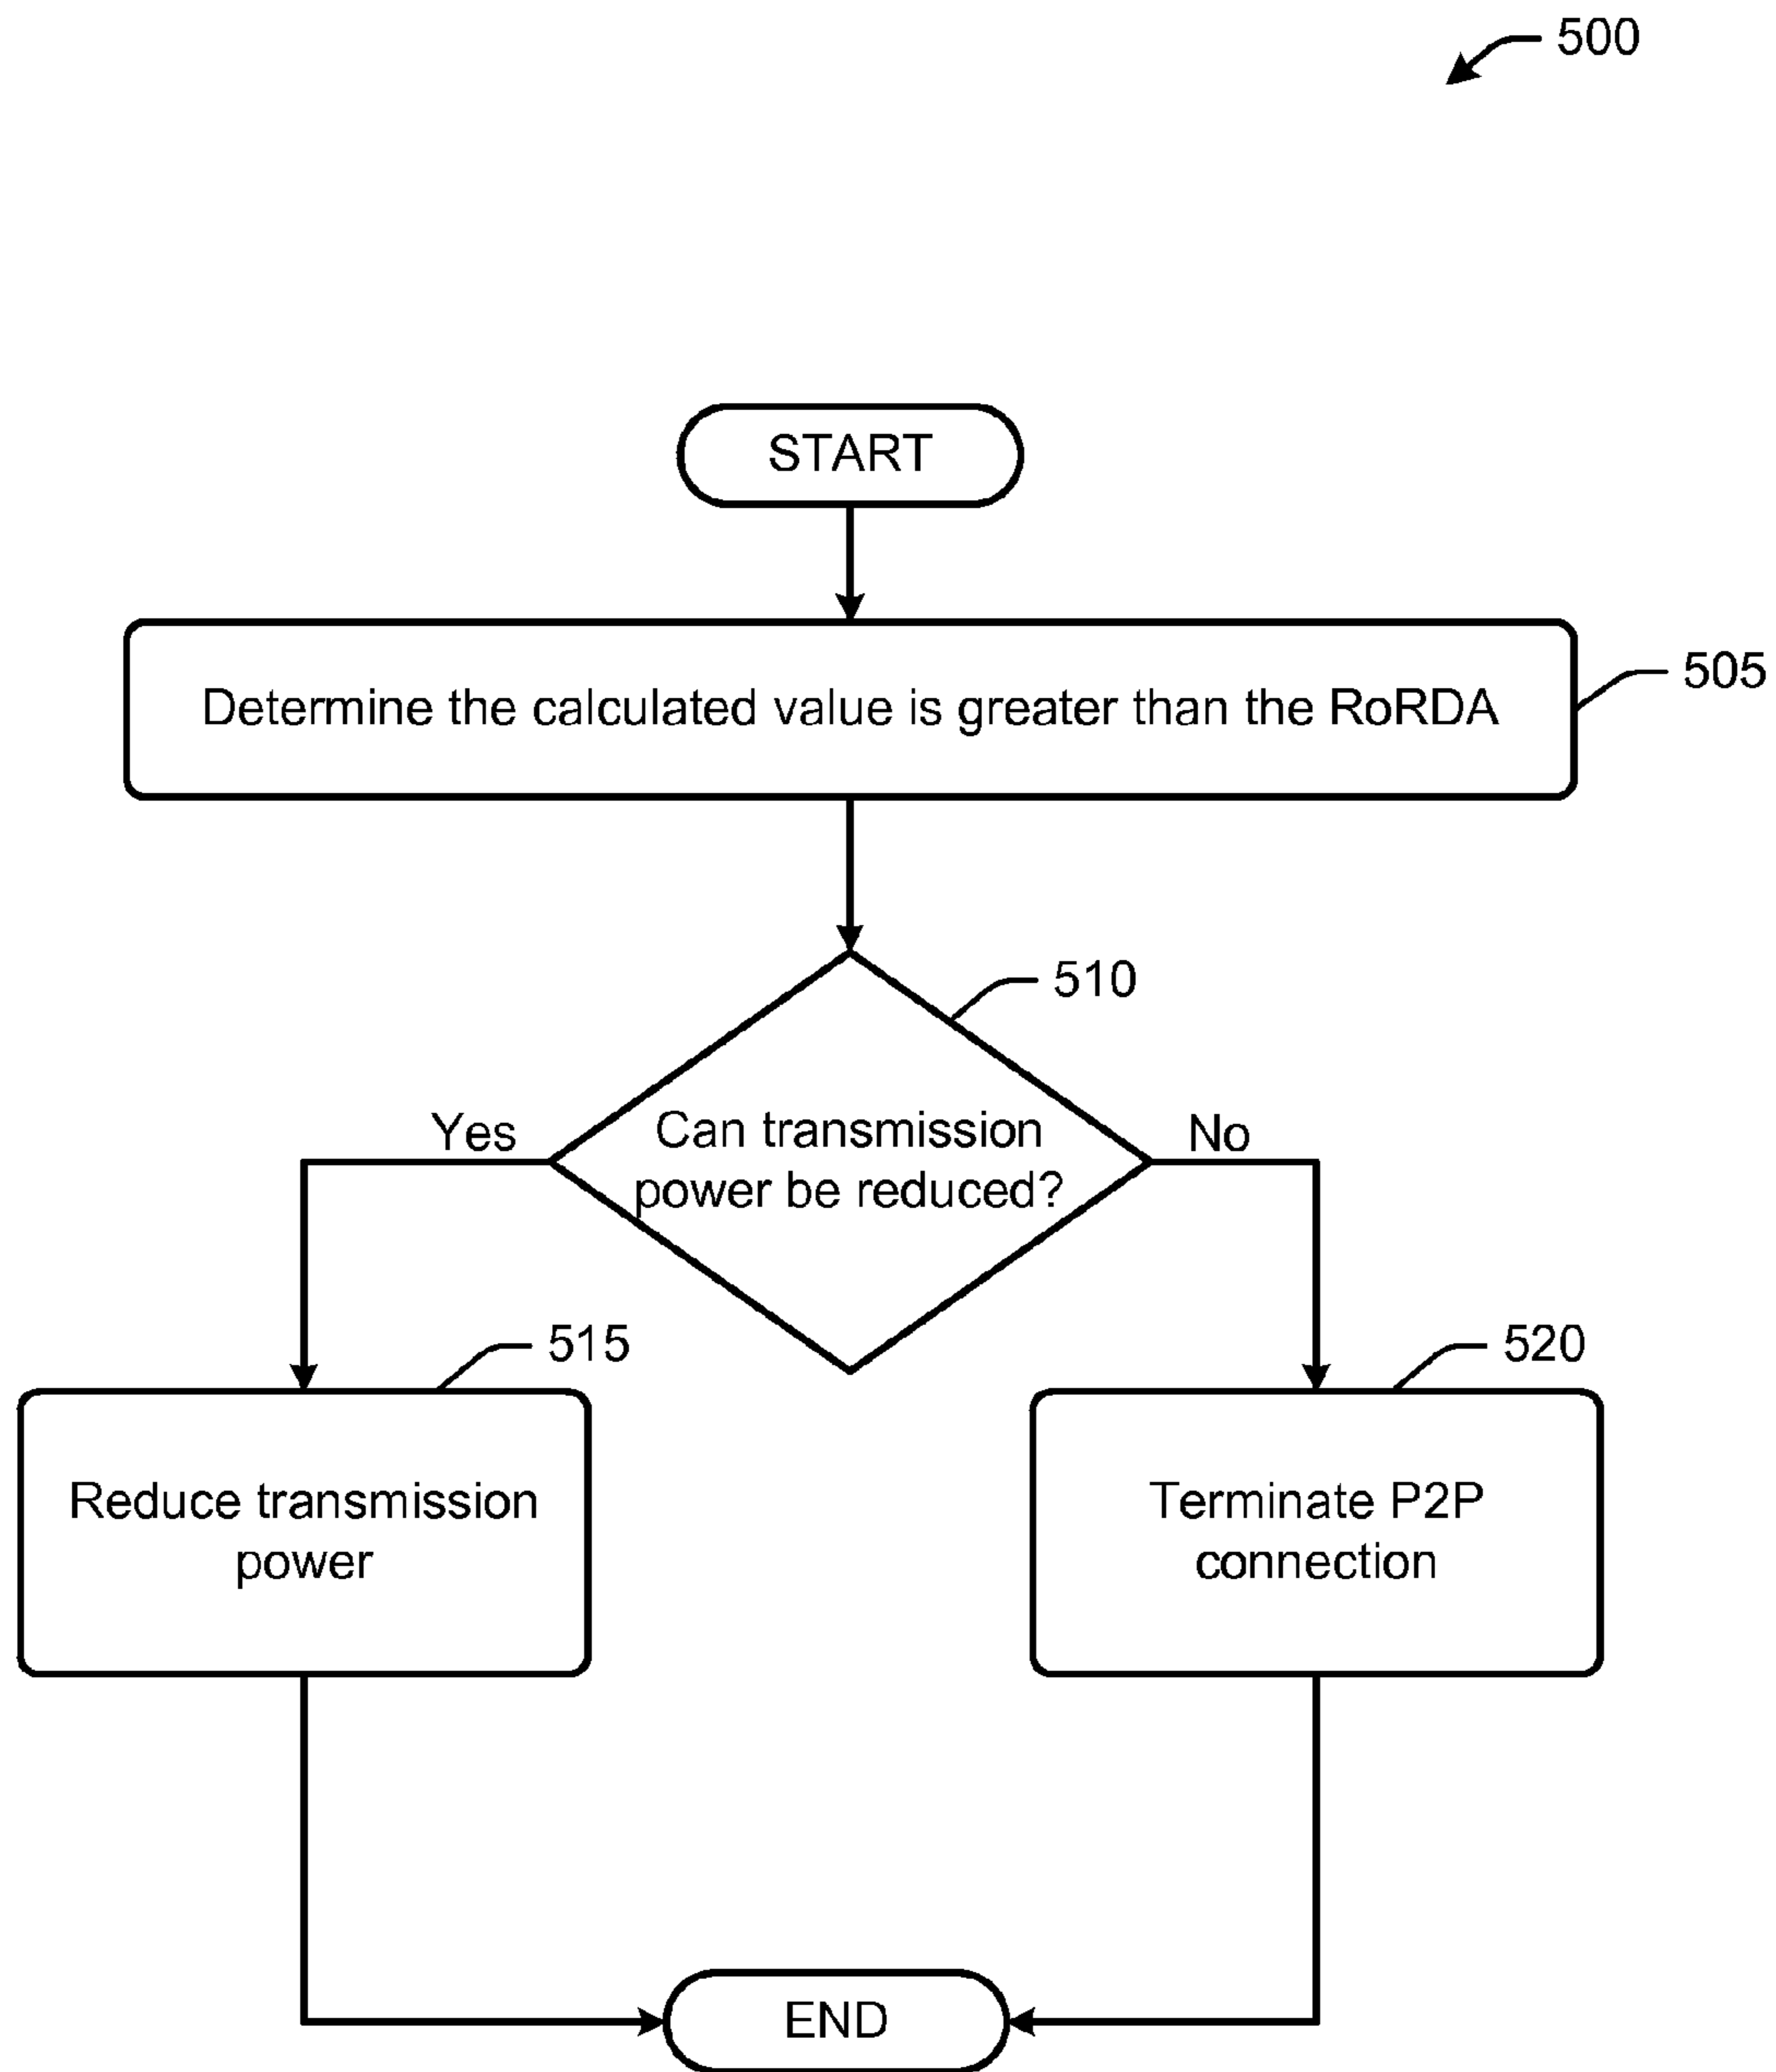 500
START
Determine the calculated value is greater than the RoRDA
505
510
Yes
Can transmission
power be reduced?
No
515
520
Reduce transmission
power
Terminate P2P
connection
END